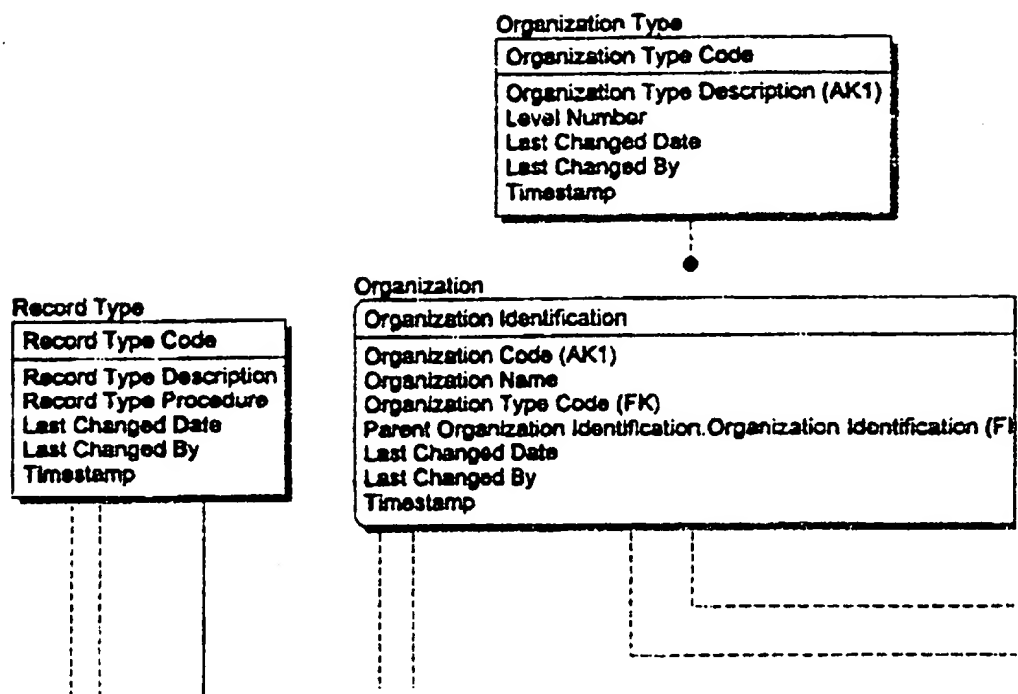 Organization Type
Organization Type Code
Organization Type Description (AK1)
Level Number
Last Changed Date
Last Changed By
Timestamp
Record Type
Record Type Code
Record Type Description
Record Type Procedure
Last Changed Date
Last Changed By
Timestamp
Organization
Organization Identification
Organization Code (AK1)
Organization Name
Organization Type Code (FK)
Parent Organization Identification.Organization Identification (F
Last Changed Date
Last Changed By
Timestamp